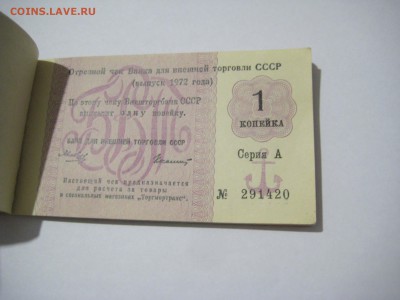 COINS.LAVE.RU
Отрезной чек Банка для внешней торговли СССР
(выпуск 1972 года)
По этому чеку Внешторгбанк СССР
одну копейку.
БАНК ДЛЯ ВНЕШНЕЙ ТОРГОВЛИ СССР
Настоящий чек предназначается
для расчета за товары
в специальных магазинах „Торгмортранс“.
1
КОПЕЙКА
Серия А
№ 291420